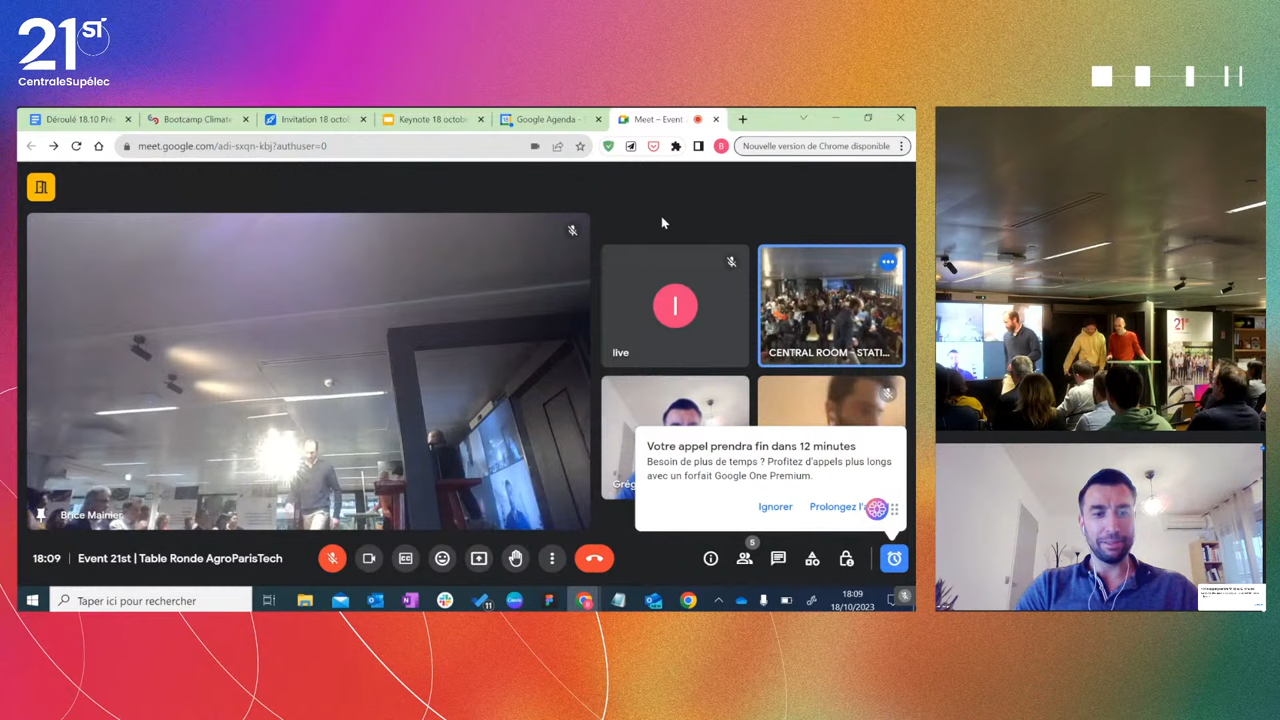 21st
CentraleSupélec
Déroulé 18.10 Pré
Bootcamp Climate
Invitation 18 octob
Keynote 18 octobr
Google Agenda -
Meet – Event
meet.google.com/adi-sxqn-kbj?authuser=0
B
Nouvelle version de Chrome disponible
I
live
CENTRAL ROOM - STATI...
21st
Votre appel prendra fin dans 12 minutes
Besoin de plus de temps ? Profitez d'appels plus longs
avec un forfait Google One Premium.
Grég
Ignorer
Prolongez l'a
Brice Mainier
18:09
Event 21st | Table Ronde AgroParisTech
5
Taper ici pour rechercher
11
18:09
18/10/2023